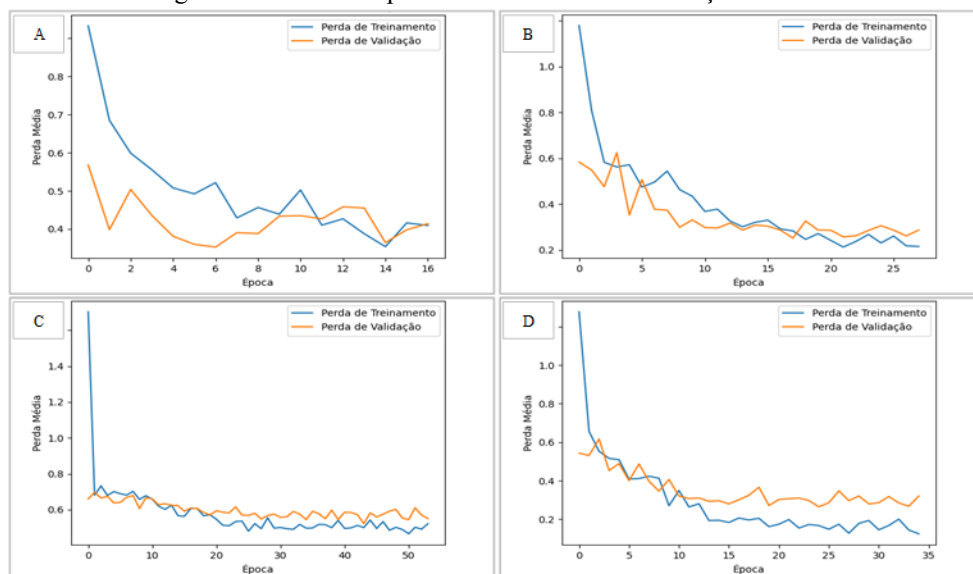 A
Perda de Treinamento
Perda de Validação
Perda Média
0.8
0.7
0.6
0.5
0.4
0 2 4 6 8 10 12 14 16
Época
B
Perda de Treinamento
Perda de Validação
Perda Média
1.0
0.8
0.6
0.4
0.2
0 5 10 15 20 25
Época
C
Perda de Treinamento
Perda de Validação
Perda Média
1.4
1.2
1.0
0.8
0.6
0 10 20 30 40 50
Época
D
Perda de Treinamento
Perda de Validação
Perda Média
1.0
0.8
0.6
0.4
0.2
0 5 10 15 20 25 30 35
Época